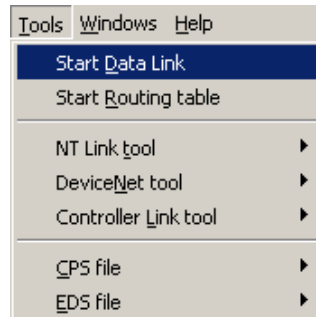 Tools Windows Help
Start Data Link
Start Routing table
NT Link tool
DeviceNet tool
Controller Link tool
CPS file
EDS file